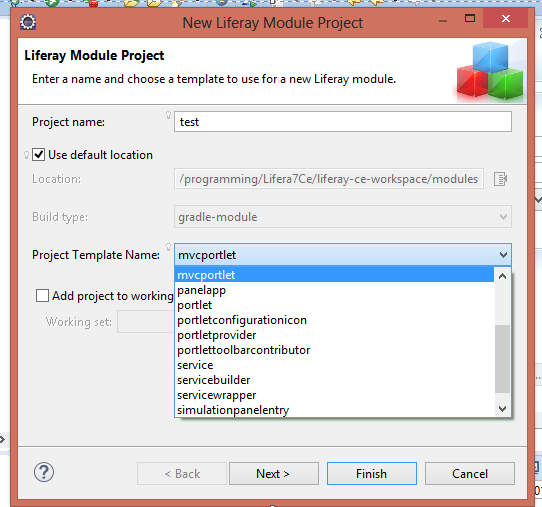 New Liferay Module Project
Liferay Module Project
Enter a name and choose a template to use for a new Liferay module.
Project name: test
Use default location
Location: /programming/Lifera7Ce/liferay-ce-workspace/modules
Build type: gradle-module
Project Template Name: mvcportlet
mvcportlet
panelapp
Add project to working
portlet
portletconfigurationicon
Working set:
portletprovider
portlettoolbarcontributor
service
servicebuilder
servicewrapper
simulationpanelentry
? < Back Next > Finish Cancel